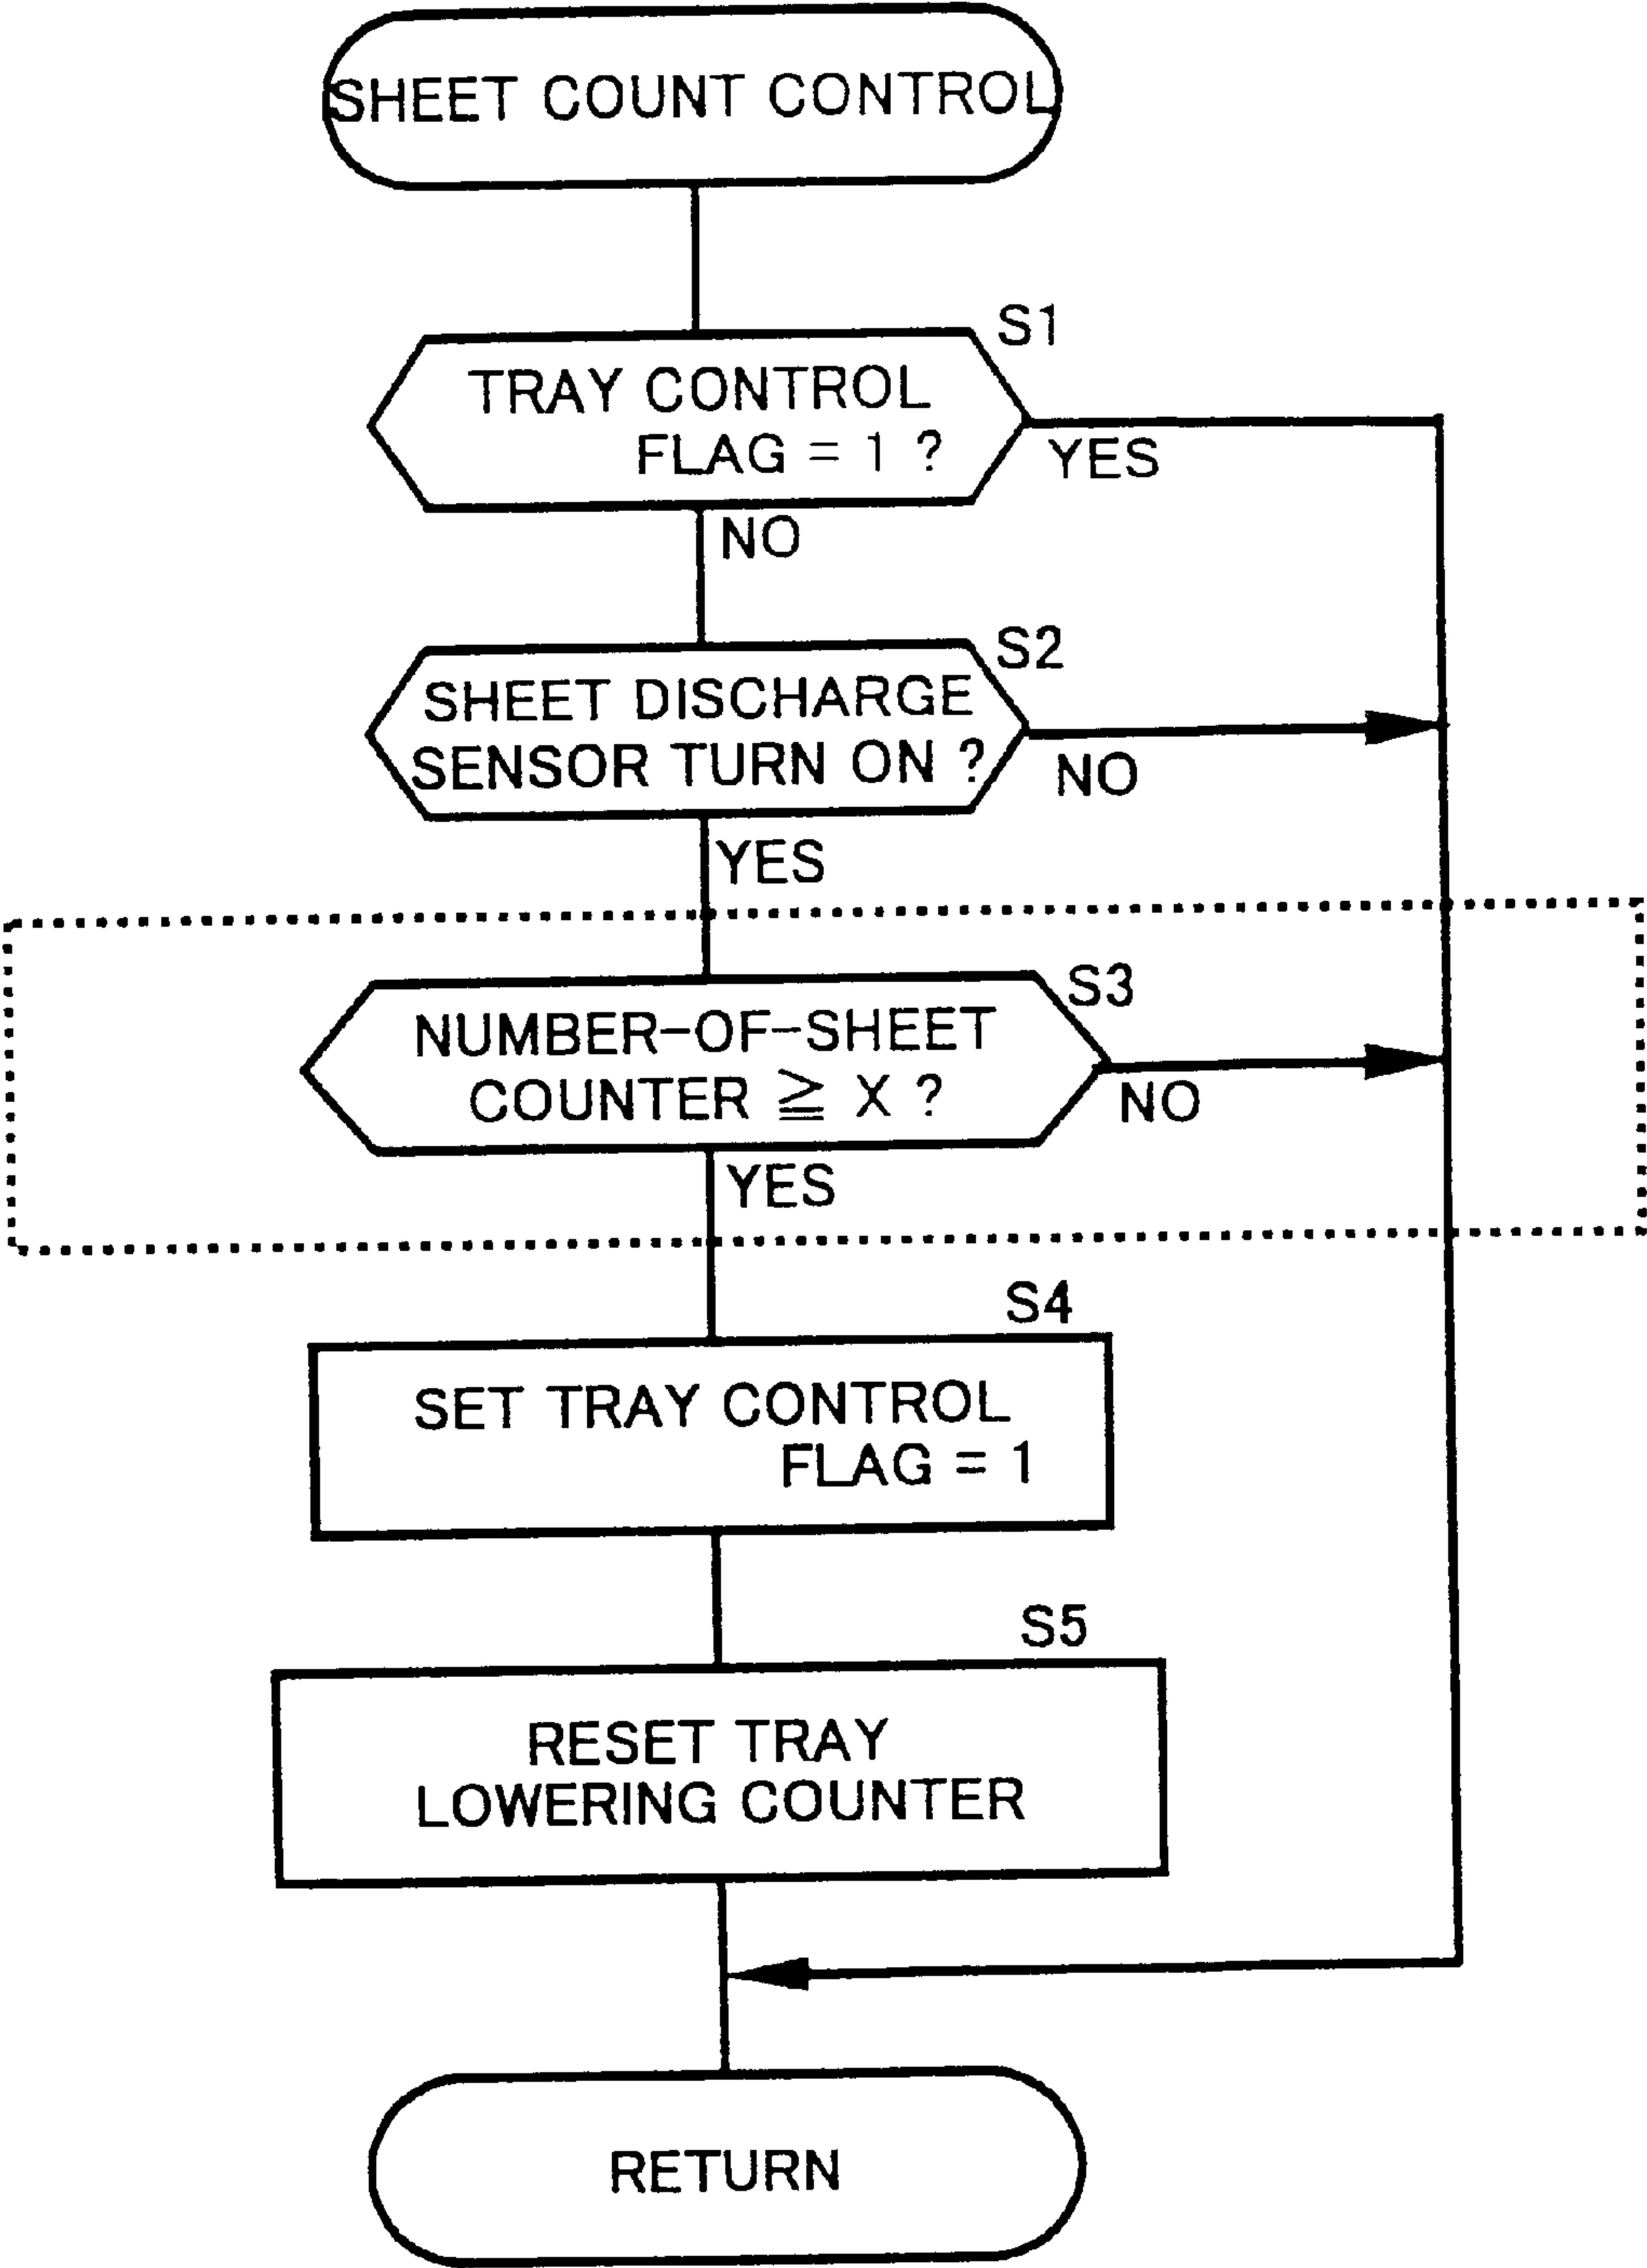 SHEET COUNT CONTROL
S1
TRAY CONTROL
FLAG = 1 ?
YES
NO
S2
SHEET DISCHARGE
SENSOR TURN ON ?
NO
YES
S3
NUMBER-OF-SHEET
COUNTER ≧ X ?
NO
YES
S4
SET TRAY CONTROL
FLAG = 1
S5
RESET TRAY
LOWERING COUNTER
RETURN